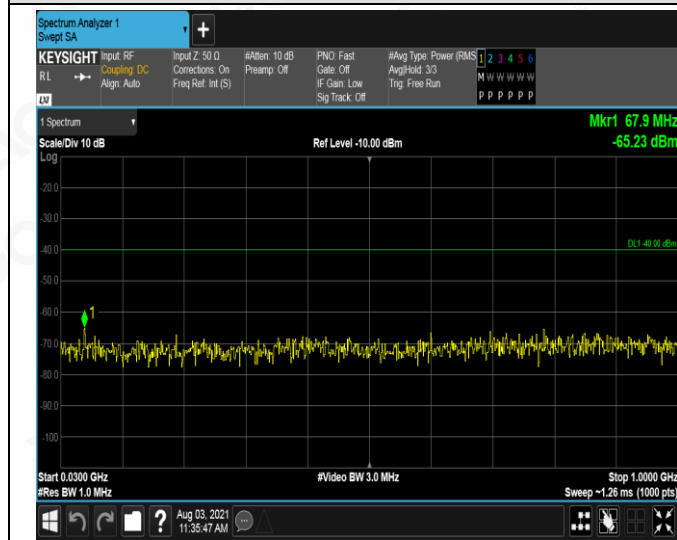 Spectrum Analyzer 1
Swept SA
+
KEYSIGHT
R L
LXI
Input: RF
Coupling: DC
Align: Auto
Input Z: 50 Ω
Corrections: On
Freq Ref: Int (S)
#Atten: 10 dB
Preamp: Off
PNO: Fast
Gate: Off
IF Gain: Low
Sig Track: Off
#Avg Type: Power (RMS
Avg|Hold: 3/3
Trig: Free Run
1 2 3 4 5 6
M W W W W W
P P P P P P
1 Spectrum
Mkr1 67.9 MHz
Scale/Div 10 dB
Ref Level -10.00 dBm
-65.23 dBm
Log
-20.0
-30.0
DL1 -40.00 dBm
-40.0
-50.0
-60.0
1
-70.0
-80.0
-90.0
-100
Start 0.0300 GHz
#Video BW 3.0 MHz
Stop 1.0000 GHz
#Res BW 1.0 MHz
Sweep ~1.26 ms (1000 pts)
?
Aug 03, 2021
11:35:47 AM